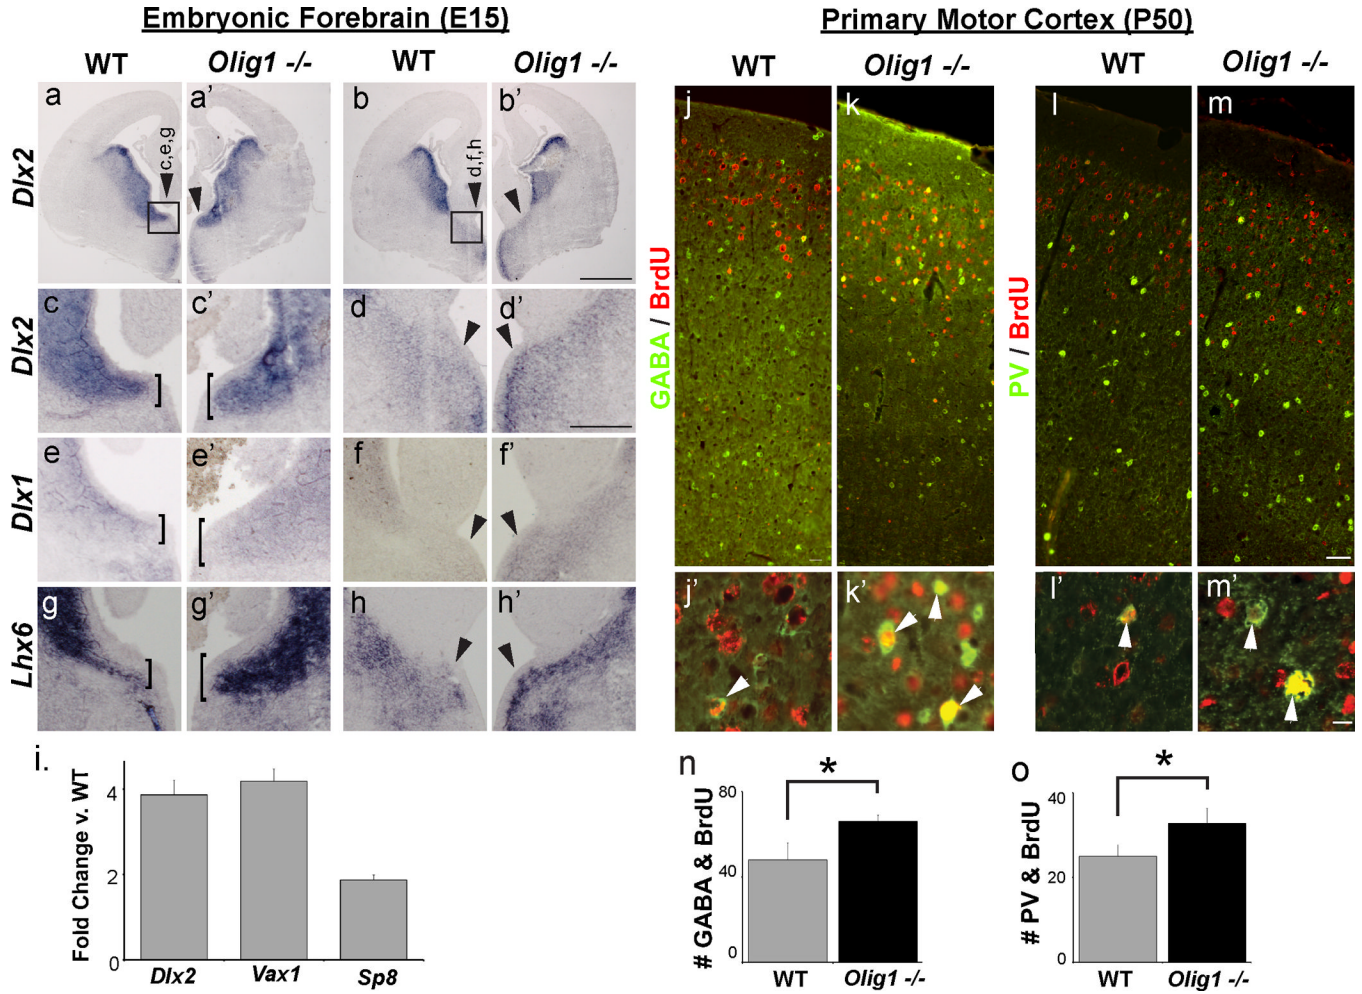 Embryonic Forebrain (E15)
Primary Motor Cortex (P50)
WT Olig1 -/- WT Olig1 -/-
WT Olig1 -/- WT Olig1 -/-
Dlx2
a a' b b'
c,e,g
d,f,h
Dlx2
c c' d d'
Dlx1
e e' f f'
Lhx6
g g' h h'
GABA / BrdU
j k
j' k'
PV / BrdU
l m
l' m'
i.
Fold Change v. WT
4
2
0
Dlx2 Vax1 Sp8
n
# GABA & BrdU
80
40
0
*
WT Olig1 -/-
o
# PV & BrdU
40
20
0
*
WT Olig1 -/-